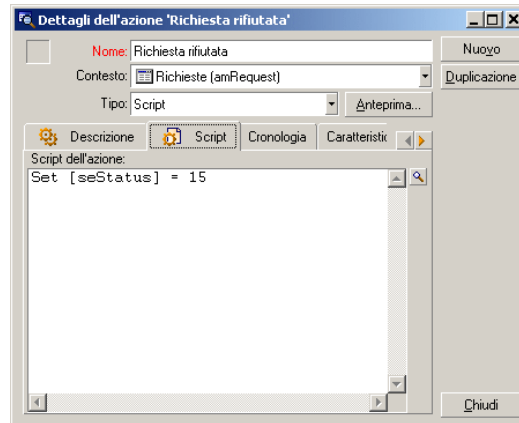 Dettagli dell'azione 'Richiesta rifiutata'
Nome: Richiesta rifiutata
Nuovo
Contesto: Richieste (amRequest)
Duplicazione
Tipo: Script
Anteprima...
Descrizione Script Cronologia Caratteristic
Script dell'azione:
Set [seStatus] = 15
Chiudi